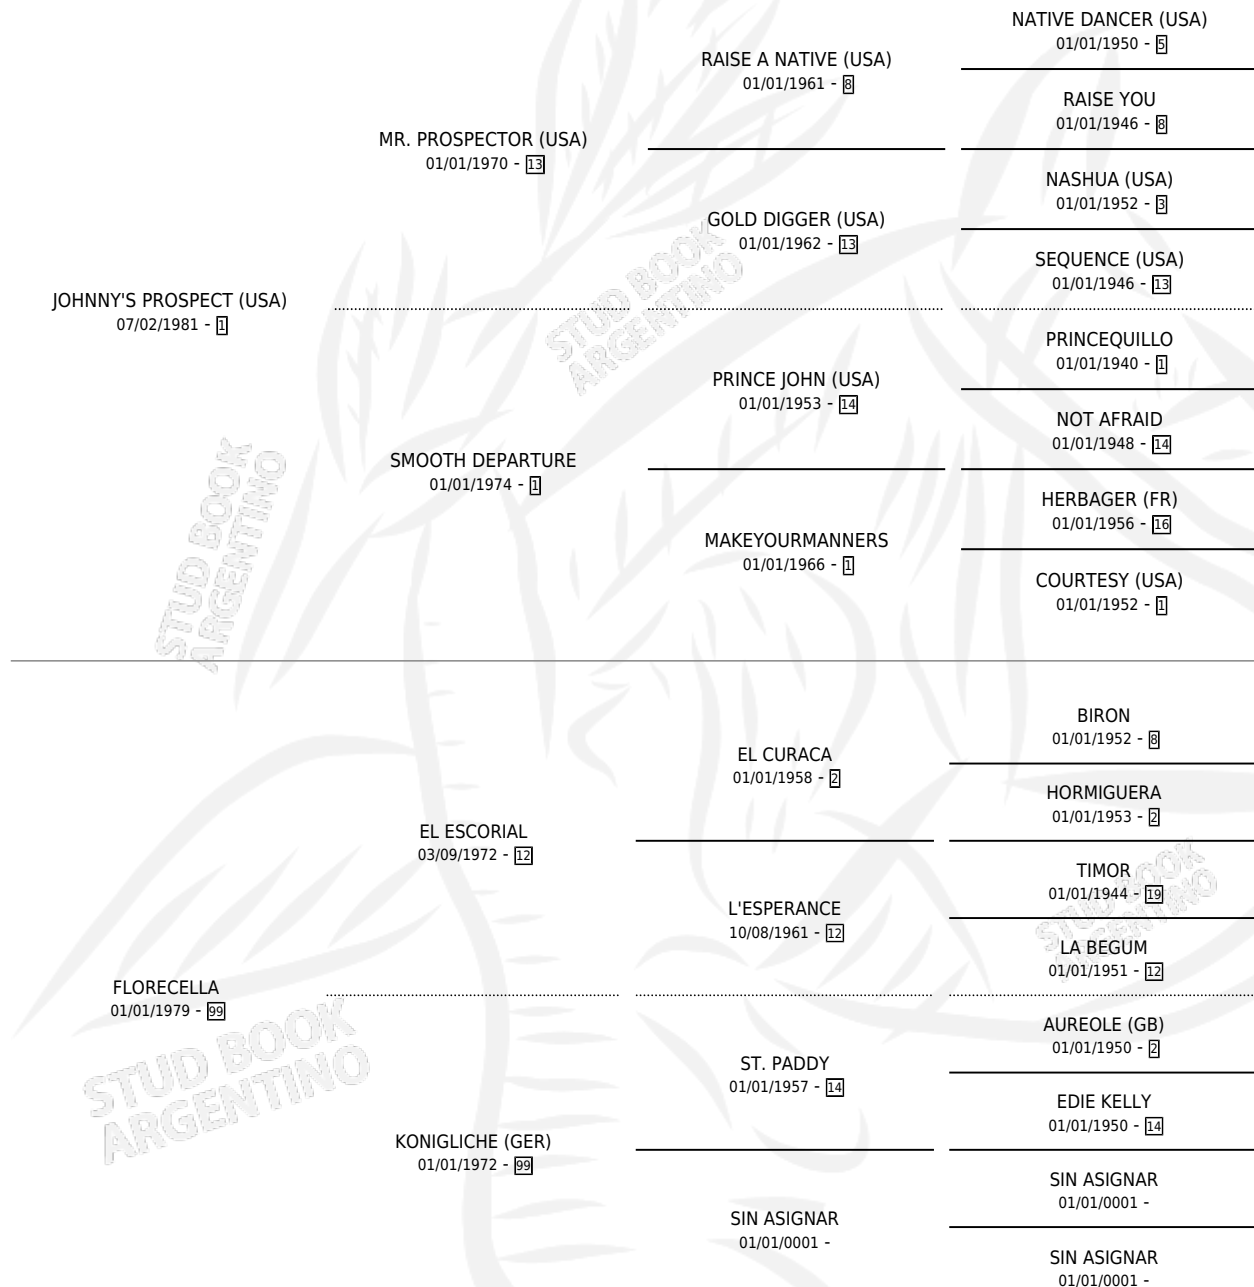 NATIVE DANCER (USA)
01/01/1950 - 5
RAISE A NATIVE (USA)
01/01/1961 - 8
RAISE YOU
01/01/1946 - 8
MR. PROSPECTOR (USA)
01/01/1970 - 13
NASHUA (USA)
01/01/1952 - 3
GOLD DIGGER (USA)
01/01/1962 - 13
SEQUENCE (USA)
01/01/1946 - 13
JOHNNY'S PROSPECT (USA)
07/02/1981 - 1
STUD BOOK
ARGENTINO
PRINCEQUILLO
01/01/1940 - 1
PRINCE JOHN (USA)
01/01/1953 - 14
NOT AFRAID
01/01/1948 - 14
SMOOTH DEPARTURE
01/01/1974 - 1
HERBAGER (FR)
01/01/1956 - 16
MAKEYOURMANNERS
01/01/1966 - 1
COURTESY (USA)
01/01/1952 - 1
STUD BOOK
ARGENTINO
BIRON
01/01/1952 - 8
EL CURACA
01/01/1958 - 2
HORMIGUERA
01/01/1953 - 2
EL ESCORIAL
03/09/1972 - 12
TIMOR
01/01/1944 - 19
L'ESPERANCE
10/08/1961 - 12
LA BEGUM
01/01/1951 - 12
STUD BOOK
ARGENTINO
FLORECELLA
01/01/1979 - 99
AUREOLE (GB)
01/01/1950 - 2
ST. PADDY
01/01/1957 - 14
EDIE KELLY
01/01/1950 - 14
STUD BOOK
ARGENTINO
KONIGLICHE (GER)
01/01/1972 - 99
SIN ASIGNAR
01/01/0001 -
SIN ASIGNAR
01/01/0001 -
SIN ASIGNAR
01/01/0001 -